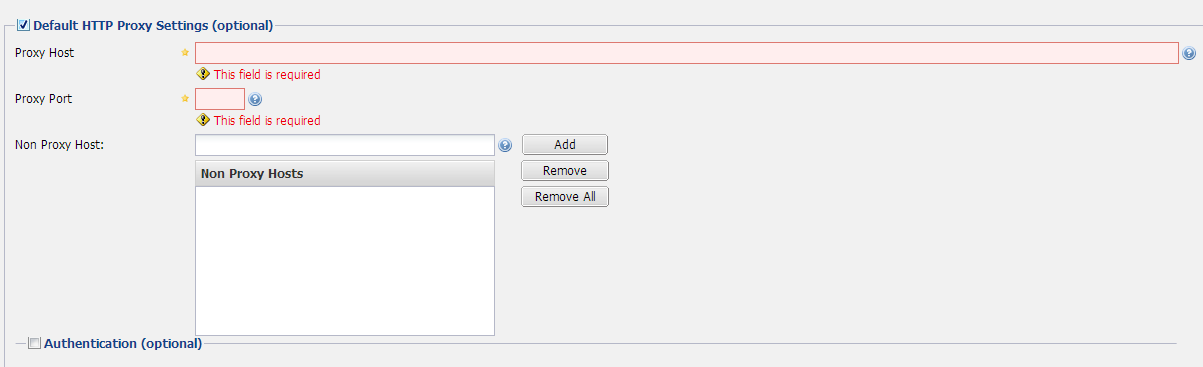 Default HTTP Proxy Settings (optional)
Proxy Host
This field is required
Proxy Port
This field is required
Non Proxy Host:
Add
Non Proxy Hosts
Remove
Remove All
Authentication (optional)